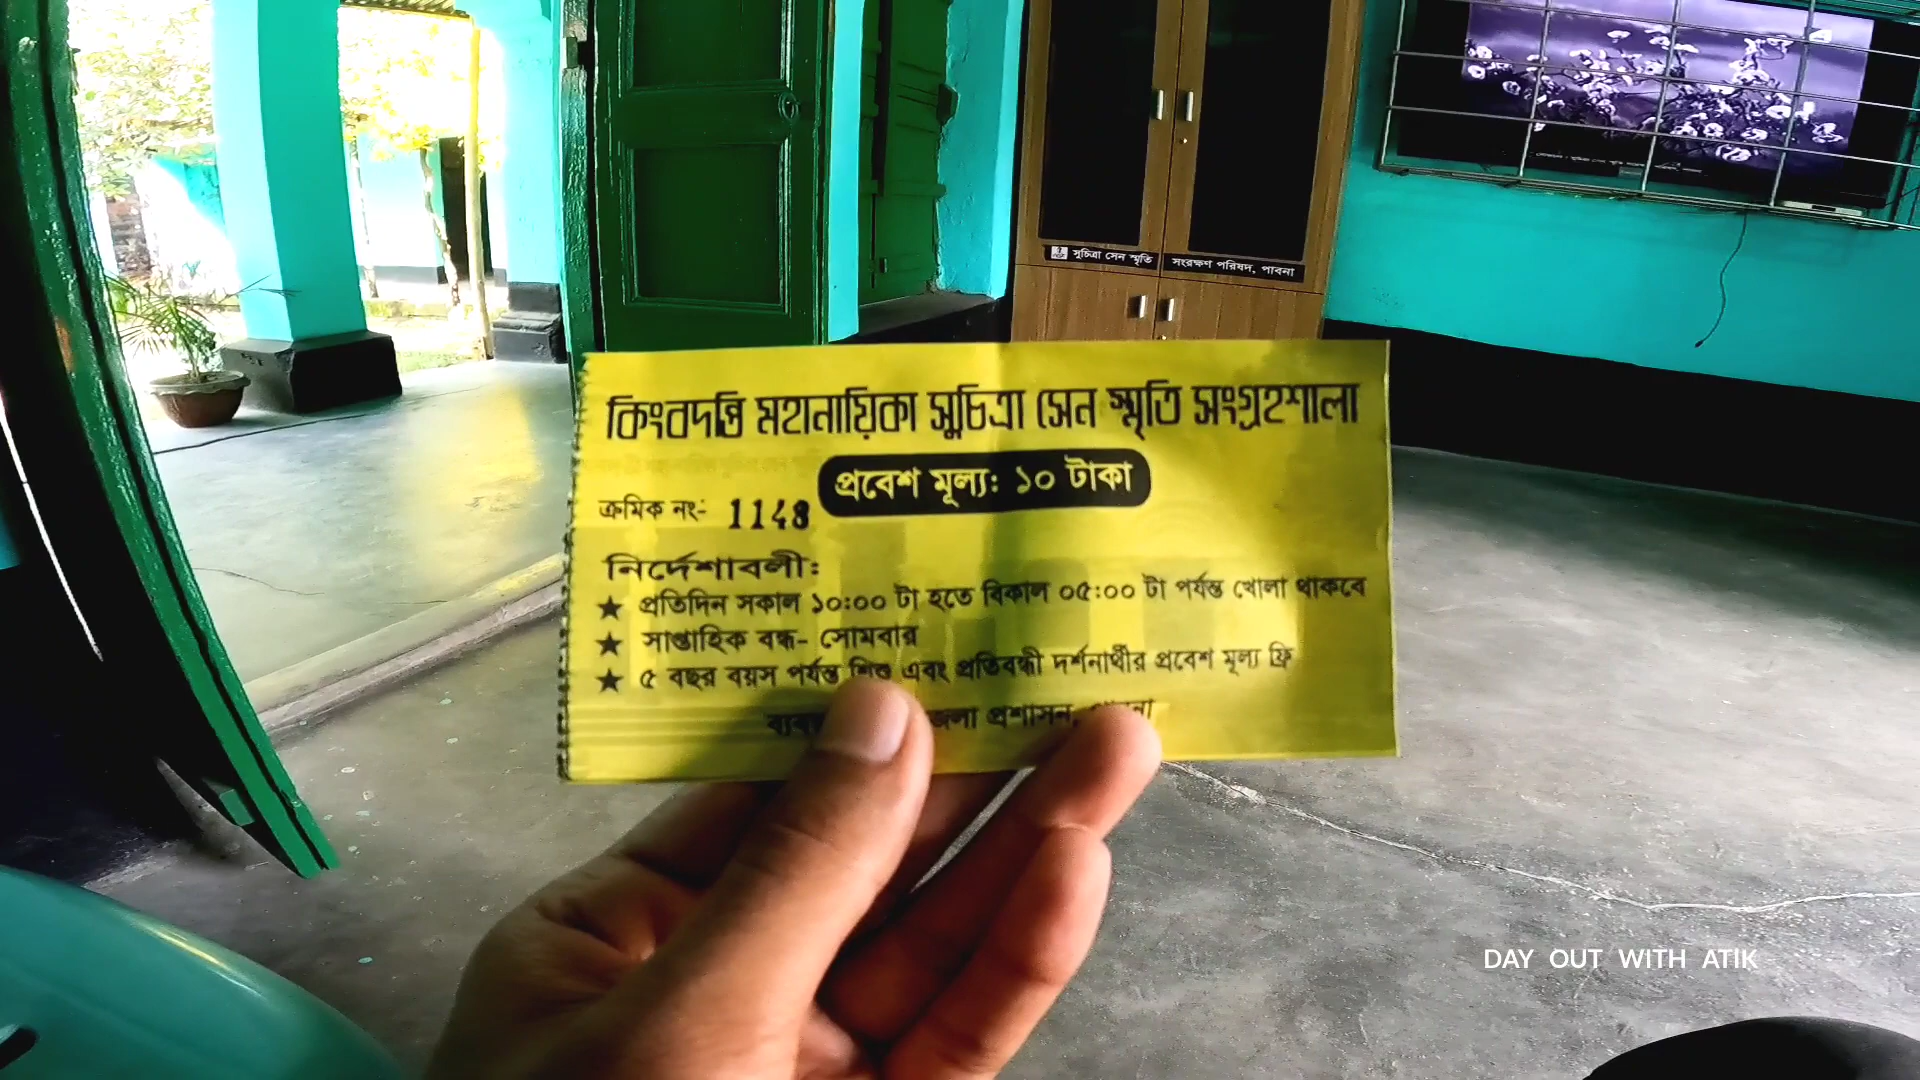 সুচিত্রা সেন স্মৃতি সংরক্ষণ পরিষদ, পাবনা
কিংবদন্তি মহানায়িকা সুচিত্রা সেন স্মৃতি সংগ্রহশালা
প্রবেশ মূল্য: ১০ টাকা
ক্রমিক নং- 1148
নির্দেশাবলী:
★ প্রতিদিন সকাল ১০:০০ টা হতে বিকাল ০৫:০০ টা পর্যন্ত খোলা থাকবে
★ সাপ্তাহিক বন্ধ- সোমবার
★ ৫ বছর বয়স পর্যন্ত শিশু এবং প্রতিবন্ধী দর্শনার্থীর প্রবেশ মূল্য ফ্রি
প্রশাসন,
DAY OUT WITH ATIK